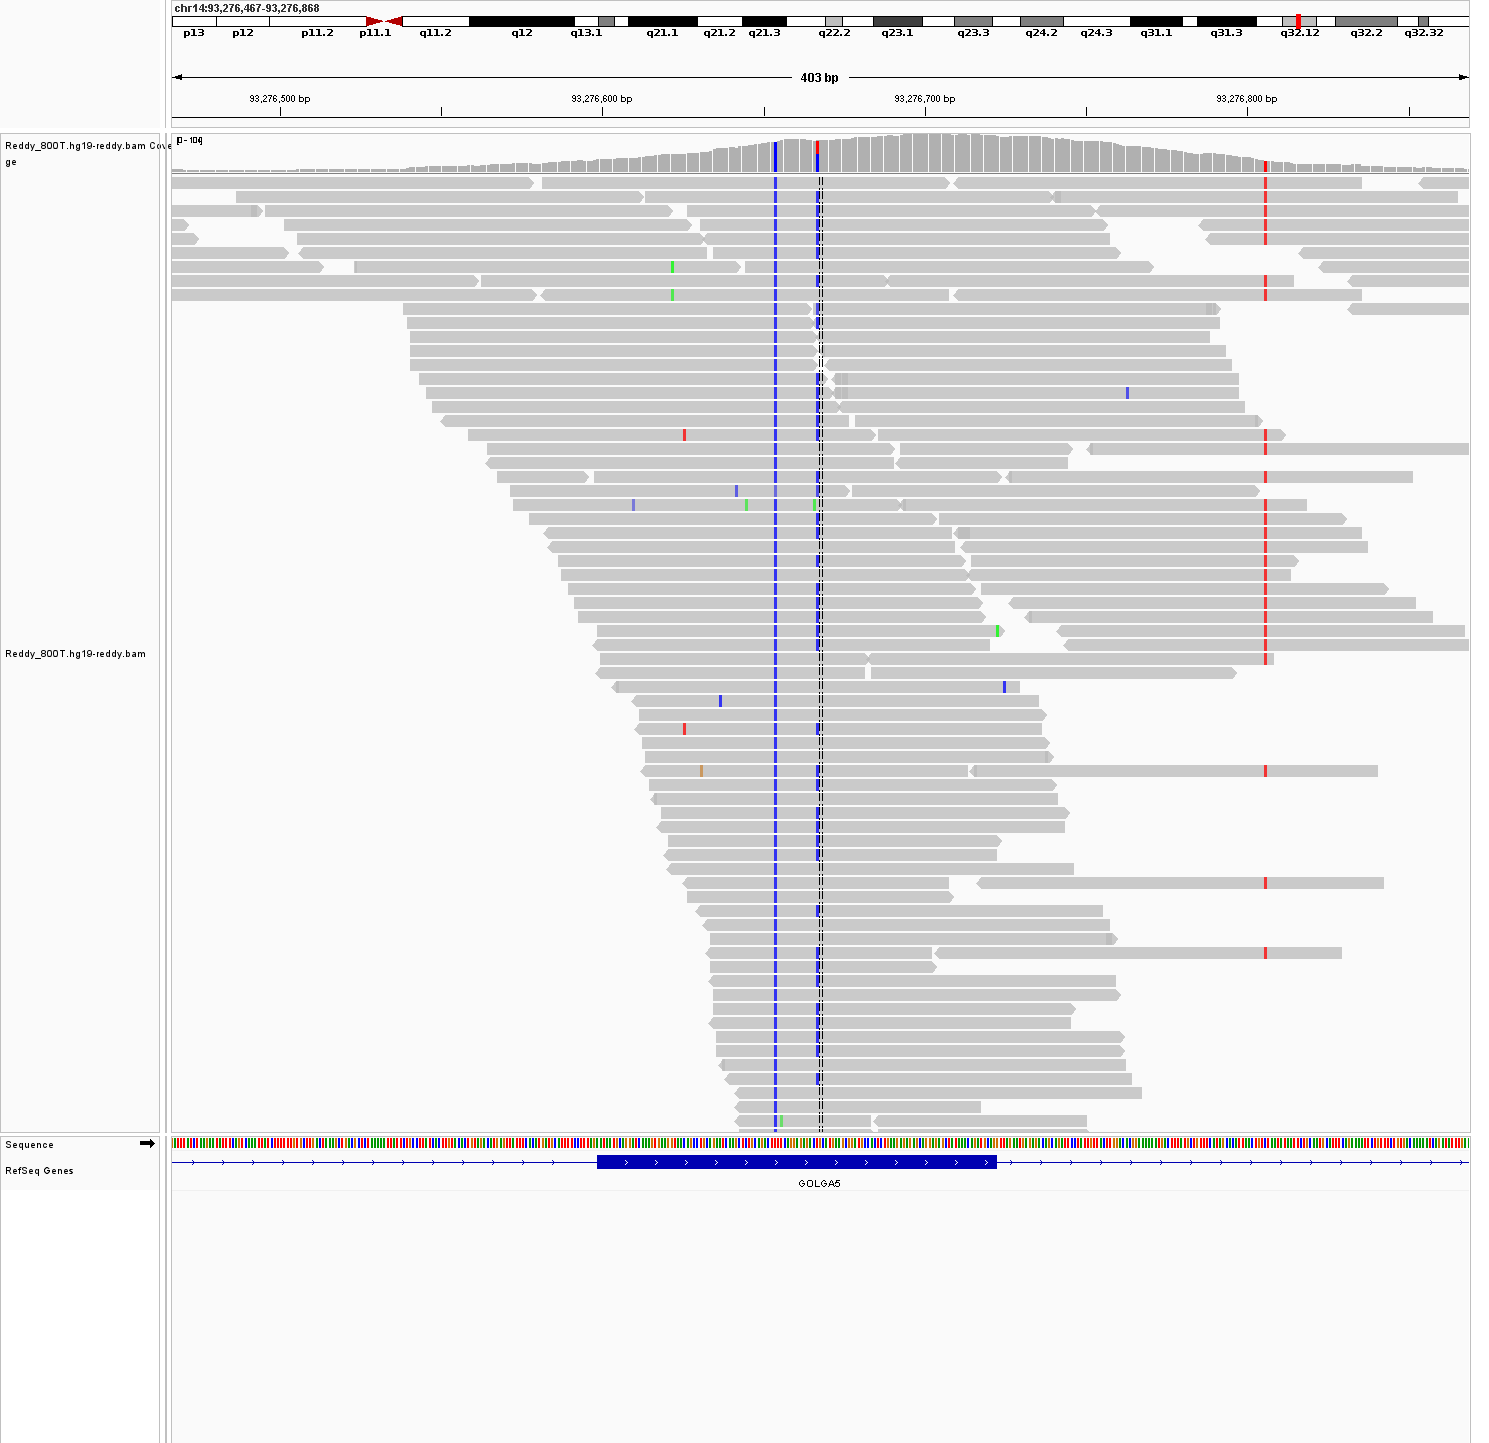 chr14:93,276,467-93,276,868
p13 p12 p11.2 p11.1 q11.2 q12 q13.1 q21.1 q21.2 q21.3 q22.2 q23.1 q23.3 q24.2 q24.3 q31.1 q31.3 q32.12 q32.2 q32.32
403 bp
93,276,500 bp 93,276,600 bp 93,276,700 bp 93,276,800 bp
Reddy_800T.hg19-reddy.bam Cove
ge
[0 - 104]
Reddy_800T.hg19-reddy.bam
Sequence
RefSeq Genes
GOLGA5